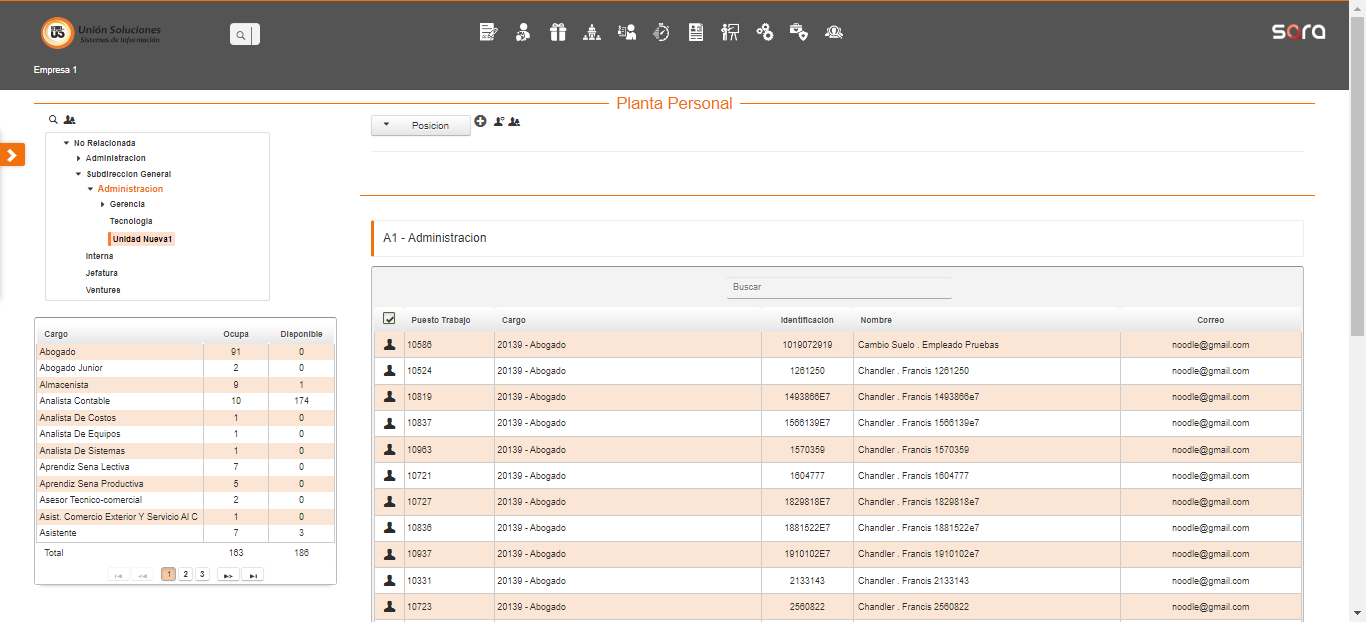 Unión Soluciones
Sistemas de Información
sara
Empresa 1
Planta Personal
Posicion
No Relacionada
Administracion
Subdireccion General
Administracion
Gerencia
Tecnologia
Unidad Nueva1
Interna
Jefatura
Ventures
Cargo Ocupa Disponible
Abogado 91 0
Abogado Junior 2 0
Almacenista 9 1
Analista Contable 10 174
Analista De Costos 1 0
Analista De Equipos 1 0
Analista De Sistemas 1 0
Aprendiz Sena Lectiva 7 0
Aprendiz Sena Productiva 5 0
Asesor Tecnico-comercial 2 0
Asist. Comercio Exterior Y Servicio Al C 1 0
Asistente 7 3
Total 163 186
1 2 3
A1 - Administracion
Buscar
Puesto Trabajo Cargo Identificación Nombre Correo
10586 20139 - Abogado 1019072919 Cambio Suelo . Empleado Pruebas noodle@gmail.com
10524 20139 - Abogado 1261250 Chandler . Francis 1261250 noodle@gmail.com
10819 20139 - Abogado 1493866E7 Chandler . Francis 1493866e7 noodle@gmail.com
10837 20139 - Abogado 1566139E7 Chandler . Francis 1566139e7 noodle@gmail.com
10963 20139 - Abogado 1570359 Chandler . Francis 1570359 noodle@gmail.com
10721 20139 - Abogado 1604777 Chandler . Francis 1604777 noodle@gmail.com
10727 20139 - Abogado 1829818E7 Chandler . Francis 1829818e7 noodle@gmail.com
10836 20139 - Abogado 1881522E7 Chandler . Francis 1881522e7 noodle@gmail.com
10937 20139 - Abogado 1910102E7 Chandler . Francis 1910102e7 noodle@gmail.com
10331 20139 - Abogado 2133143 Chandler . Francis 2133143 noodle@gmail.com
10723 20139 - Abogado 2560822 Chandler . Francis 2560822 noodle@gmail.com